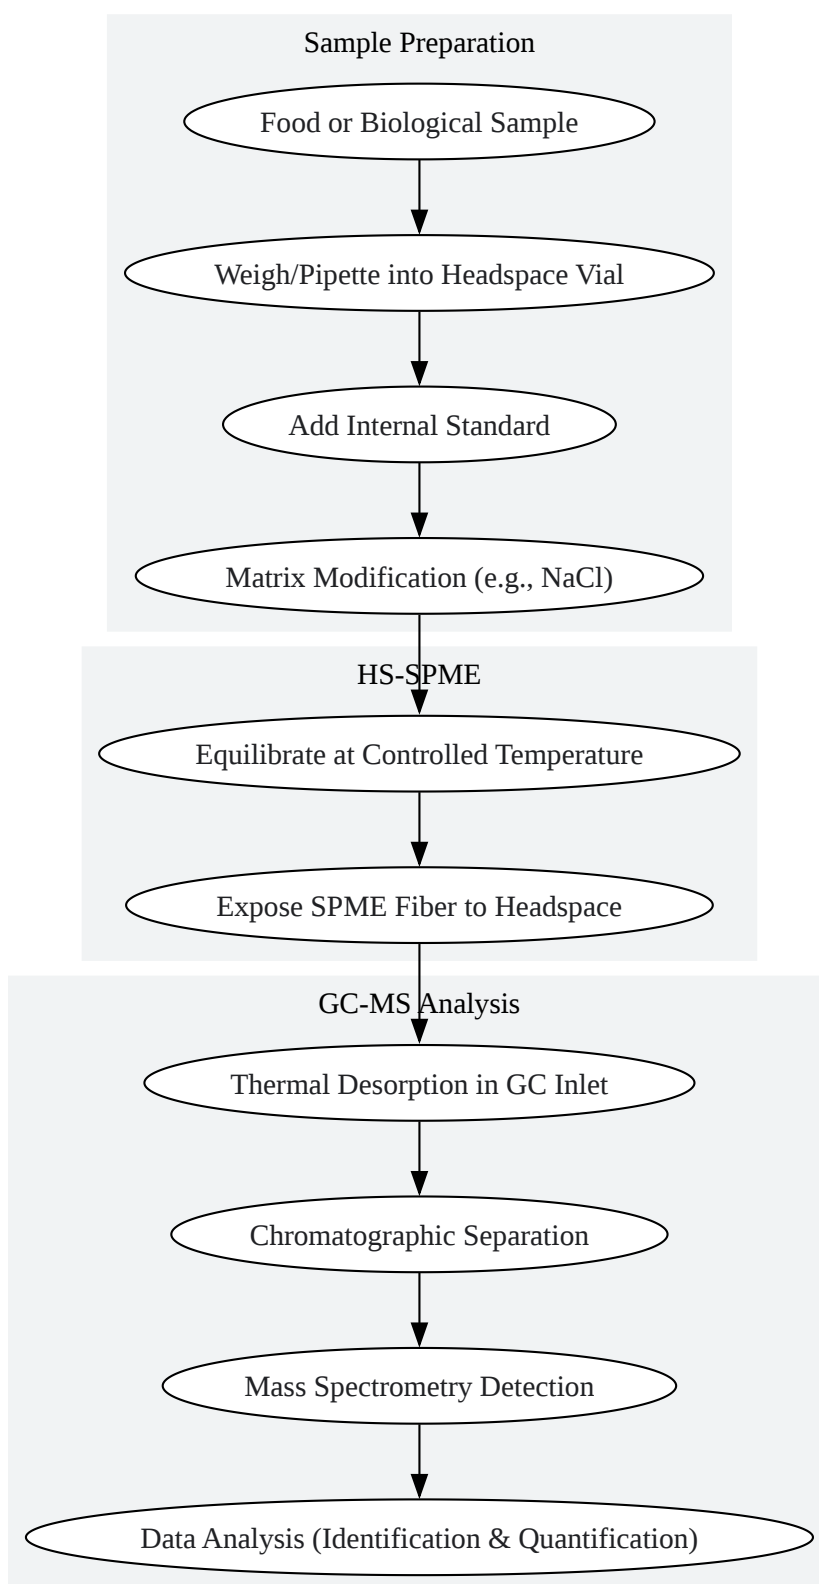 Sample Preparation
Food or Biological Sample
Weigh/Pipette into Headspace Vial
Add Internal Standard
Matrix Modification (e.g., NaCl)
HS-SPME
Equilibrate at Controlled Temperature
Expose SPME Fiber to Headspace
GC-MS Analysis
Thermal Desorption in GC Inlet
Chromatographic Separation
Mass Spectrometry Detection
Data Analysis (Identification & Quantification)